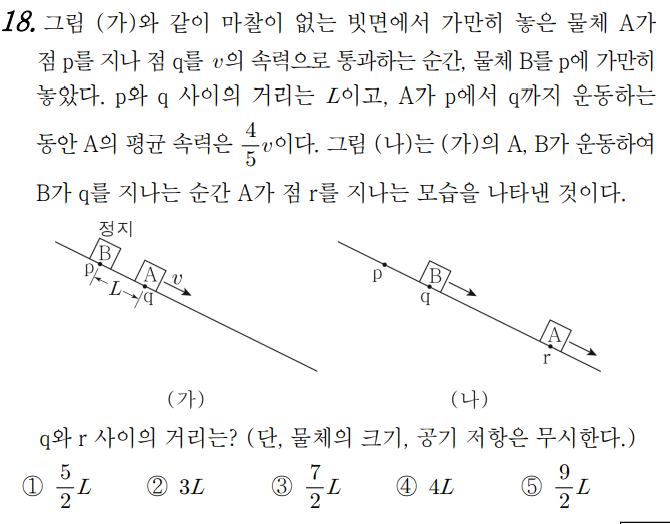 18. 그림 (가)와 같이 마찰이 없는 빗면에서 가만히 놓은 물체 A가
점 p를 지나 점 q를 v의 속력으로 통과하는 순간, 물체 B를 p에 가만히
놓았다. p와 q 사이의 거리는 L이고, A가 p에서 q까지 운동하는
동안 A의 평균 속력은 4/5 v이다. 그림 (나)는 (가)의 A, B가 운동하여
B가 q를 지나는 순간 A가 점 r를 지나는 모습을 나타낸 것이다.
정지
B
p
L
A
v
q
(가)
p
B
q
A
r
(나)
q와 r 사이의 거리는? (단, 물체의 크기, 공기 저항은 무시한다.)
① 5/2 L ② 3L ③ 7/2 L ④ 4L ⑤ 9/2 L